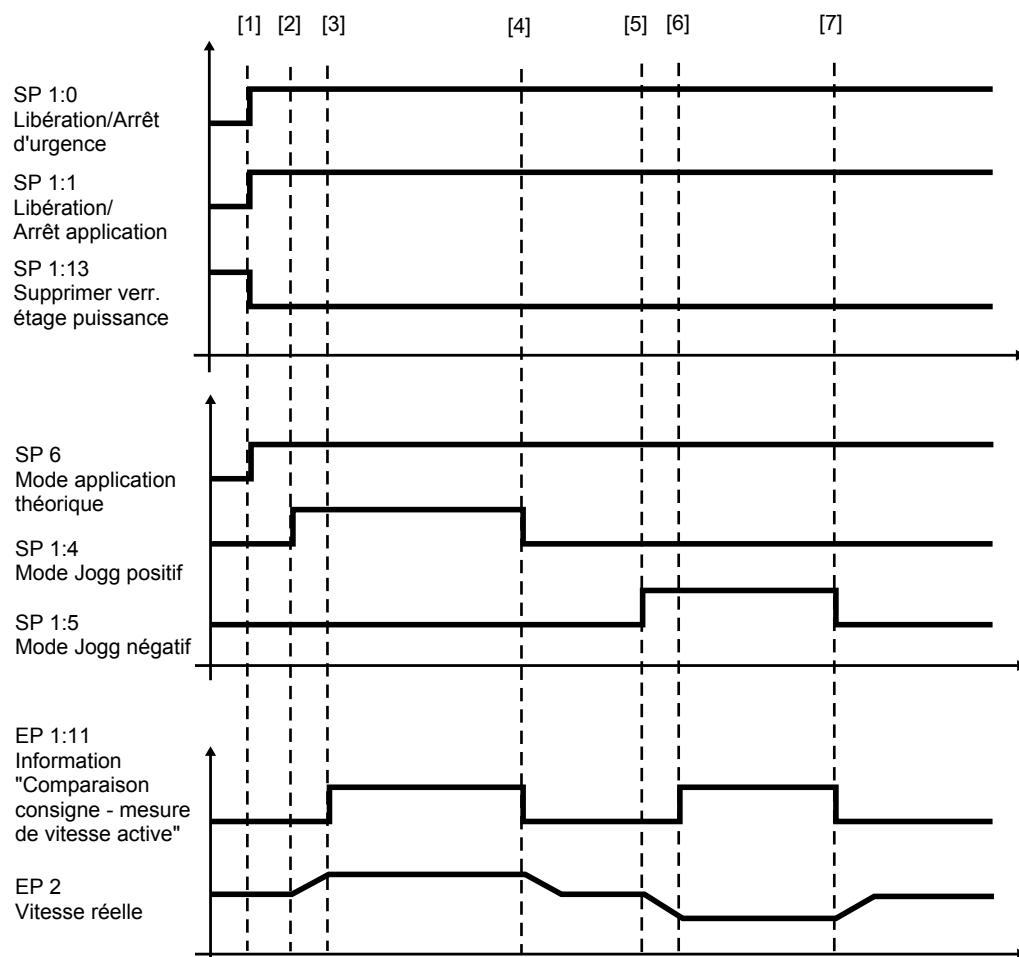 [1] [2] [3] [4] [5] [6] [7]
SP 1:0
Libération/Arrêt
d'urgence
SP 1:1
Libération/
Arrêt application
SP 1:13
Supprimer verr.
étage puissance
SP 6
Mode application
théorique
SP 1:4
Mode Jogg positif
SP 1:5
Mode Jogg négatif
EP 1:11
Information
"Comparaison
consigne - mesure
de vitesse active"
EP 2
Vitesse réelle